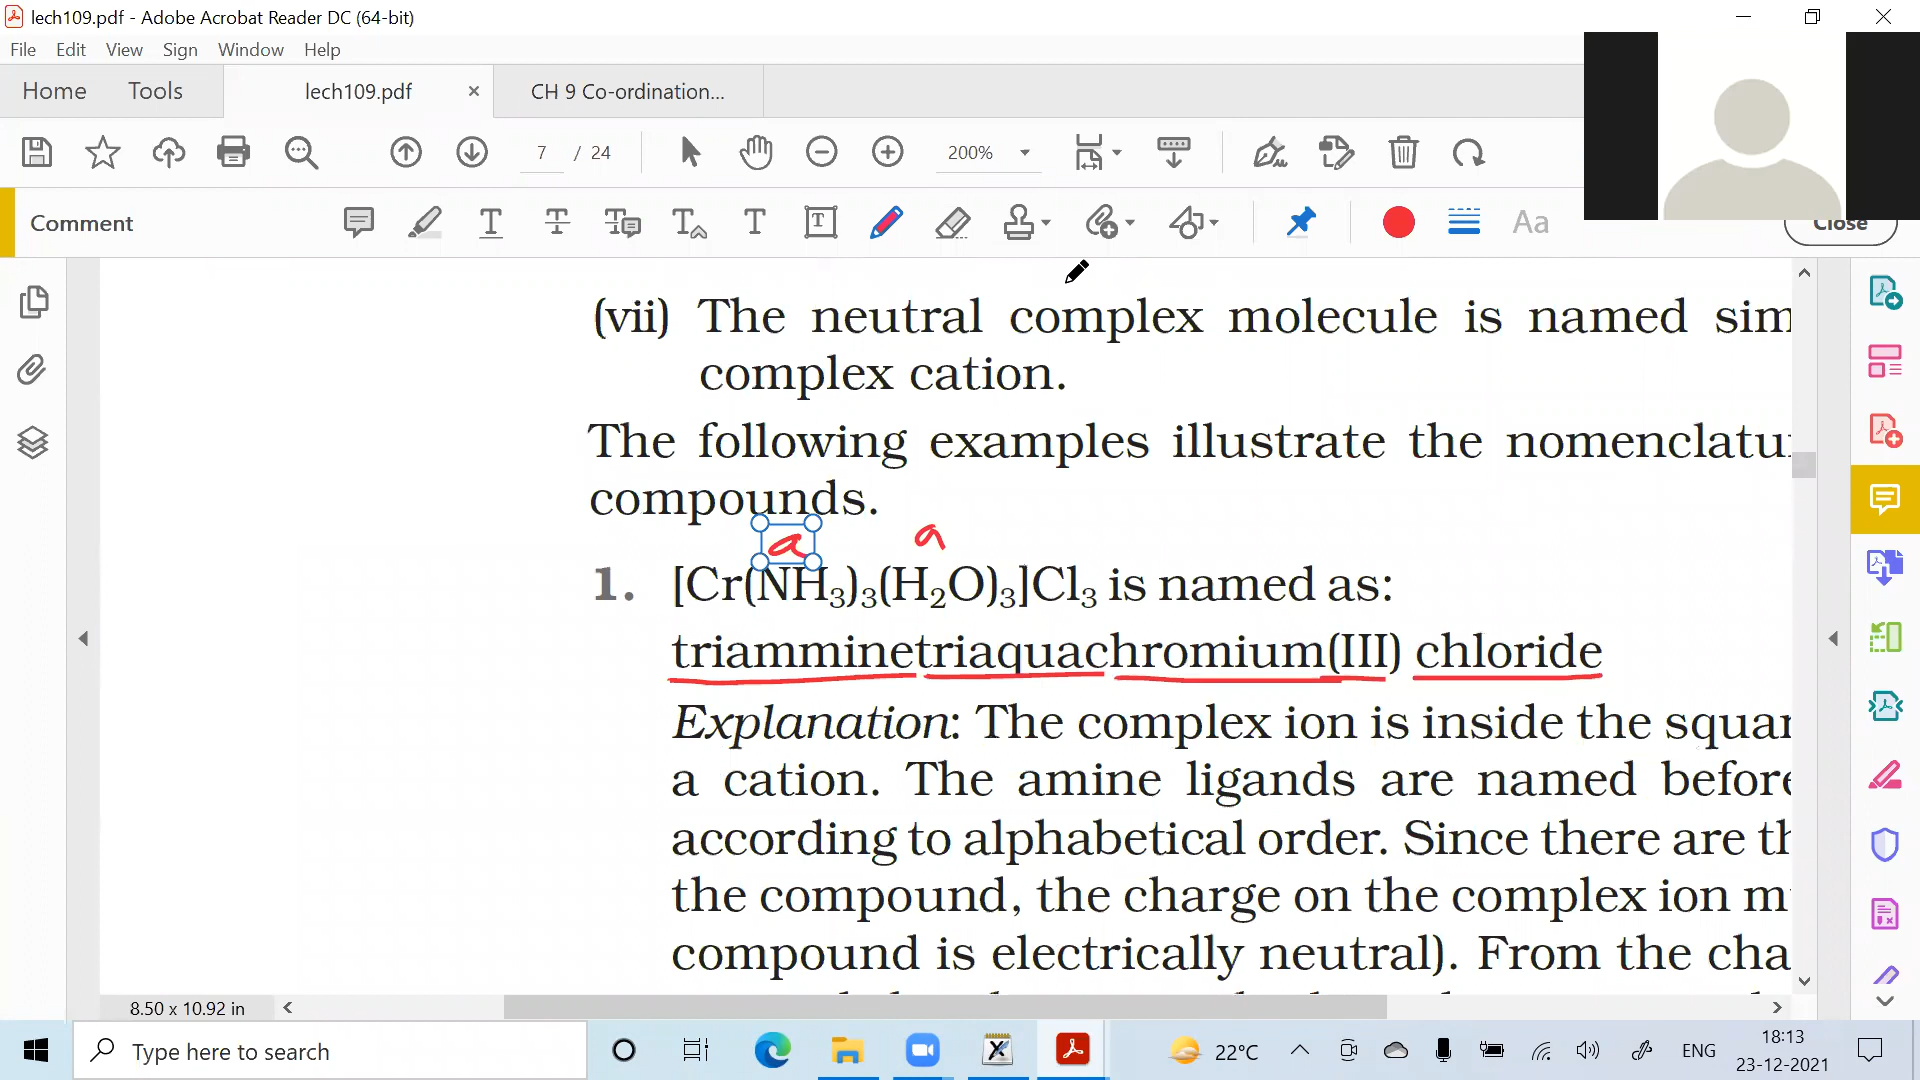 lech109.pdf - Adobe Acrobat Reader DC (64-bit)
File Edit View Sign Window Help
Home Tools lech109.pdf × CH 9 Co-ordination...
7 / 24 200%
Comment Aa Close
(vii) The neutral complex molecule is named sim
complex cation.
The following examples illustrate the nomenclatu
compounds.
a a
1. [Cr(NH₃)₃(H₂O)₃]Cl₃ is named as:
triamminetriaquachromium(III) chloride
Explanation: The complex ion is inside the squar
a cation. The amine ligands are named before
according to alphabetical order. Since there are th
the compound, the charge on the complex ion m
compound is electrically neutral). From the cha
8.50 x 10.92 in
Type here to search 22°C ENG 18:13
23-12-2021